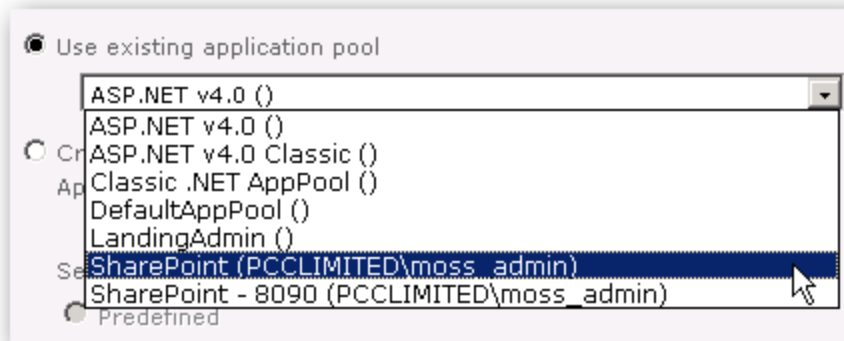 Use existing application pool
ASP.NET v4.0 ()
ASP.NET v4.0 ()
ASP.NET v4.0 Classic ()
Classic .NET AppPool ()
DefaultAppPool ()
LandingAdmin ()
SharePoint (PCCLIMITED\moss_admin)
SharePoint - 8090 (PCCLIMITED\moss_admin)
Predefined